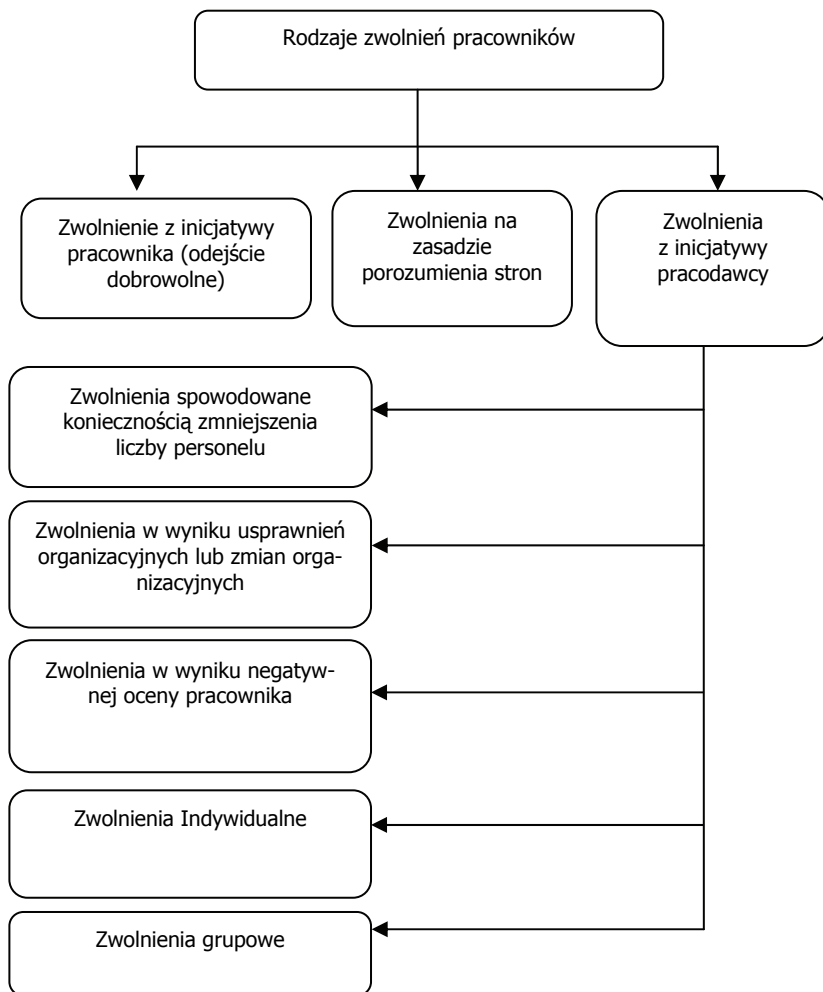 Rodzaje zwolnień pracowników
Zwolnienie z inicjatywy
pracownika (odejście
dobrowolne)
Zwolnienia na
zasadzie
porozumienia stron
Zwolnienia
z inicjatywy
pracodawcy
Zwolnienia spowodowane
koniecznością zmniejszenia
liczby personelu
Zwolnienia w wyniku usprawnień
organizacyjnych lub zmian orga-
nizacyjnych
Zwolnienia w wyniku negatyw-
nej oceny pracownika
Zwolnienia Indywidualne
Zwolnienia grupowe